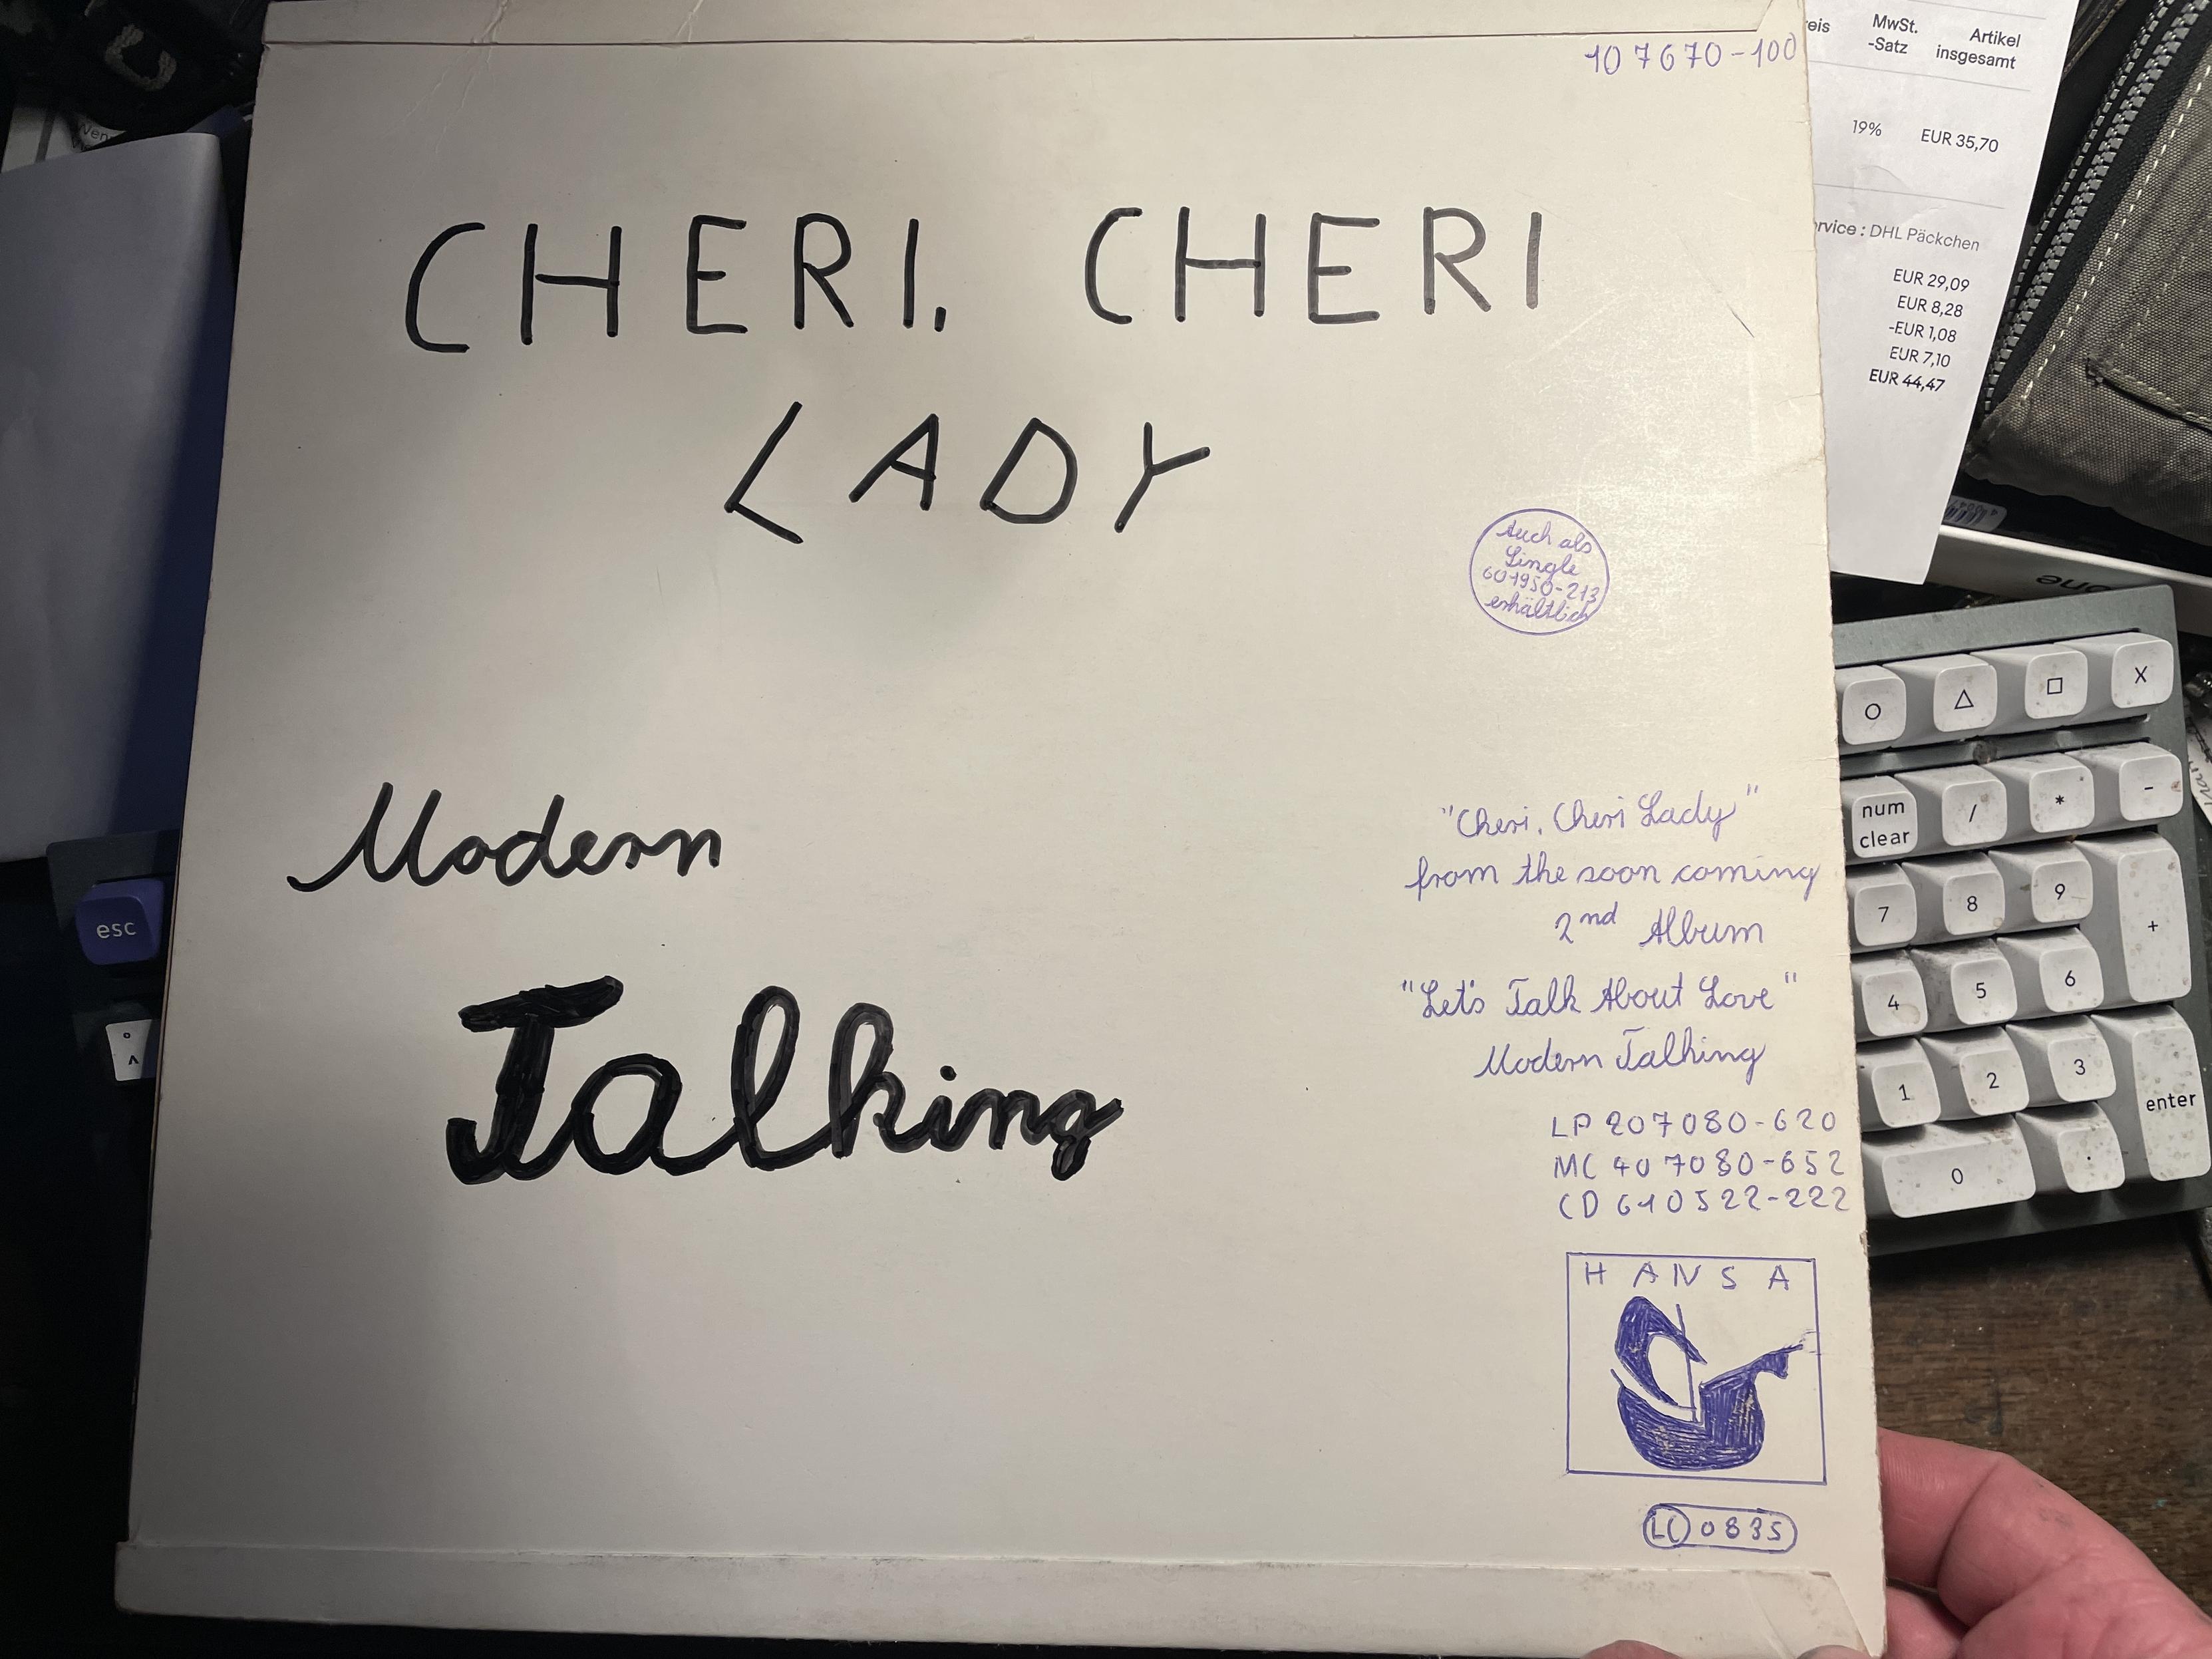 107670-100
CHERI, CHERI
LADY
Auch als
Single
601950-213
erhältlich
Modern
Talking
"Cheri, Cheri Lady"
from the soon coming
2nd Album
"Let's Talk About Love"
Modern Talking
LP 207080-620
MC 407080-652
CD 610522-222
HANSA
LC 0835
MwSt.
-Satz
Artikel
insgesamt
19% EUR 35,70
DHL Päckchen
EUR 29,09
EUR 8,28
-EUR 1,08
EUR 7,10
EUR 44,47
esc
°
^
○ △ □ X
num
clear
/ * -
7 8 9 +
4 5 6
1 2 3 enter
0 .